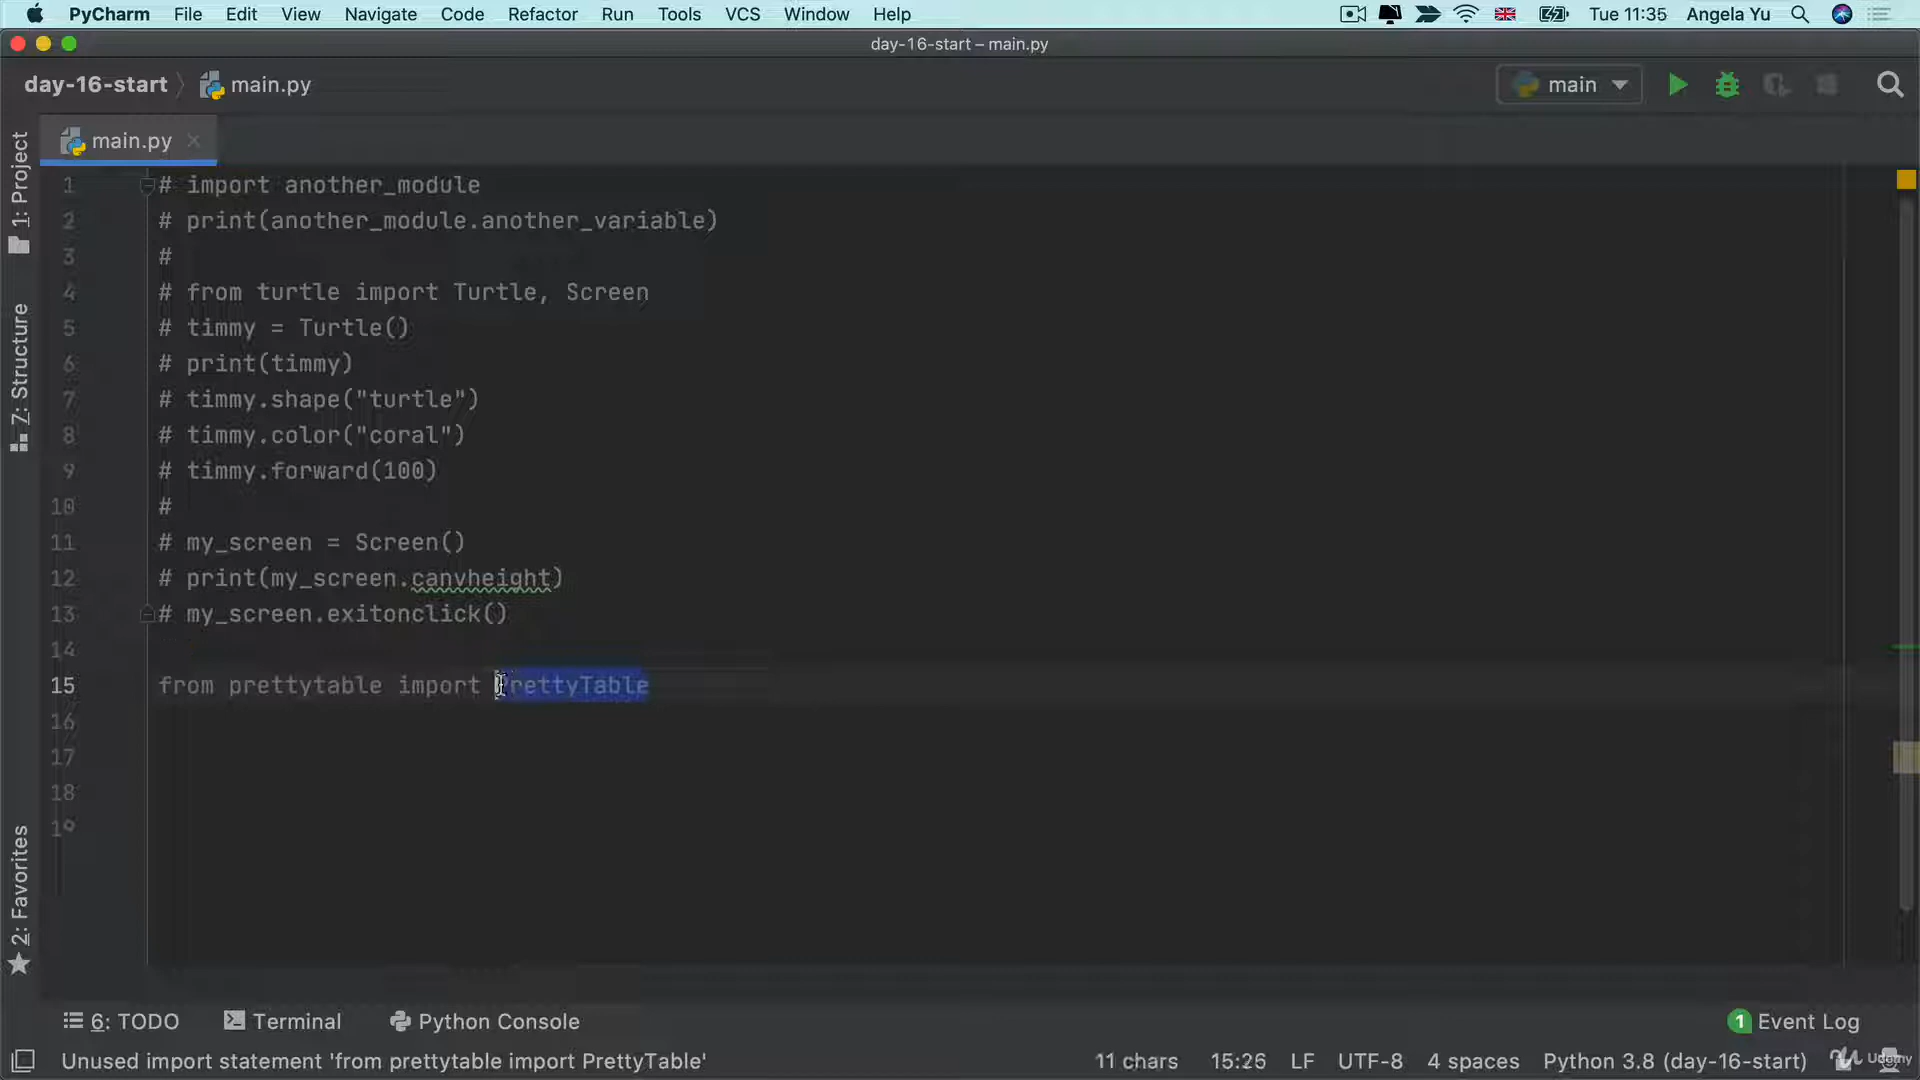 PyCharm File Edit View Navigate Code Refactor Run Tools VCS Window Help Tue 11:35 Angela Yu
day-16-start – main.py
day-16-start main.py main
1: Project
7: Structure
2: Favorites
main.py
1 # import another_module
2 # print(another_module.another_variable)
3 #
4 # from turtle import Turtle, Screen
5 # timmy = Turtle()
6 # print(timmy)
7 # timmy.shape("turtle")
8 # timmy.color("coral")
9 # timmy.forward(100)
10 #
11 # my_screen = Screen()
12 # print(my_screen.canvheight)
13 # my_screen.exitonclick()
14
15 from prettytable import PrettyTable
16
17
18
19
6: TODO Terminal Python Console 1 Event Log
Unused import statement 'from prettytable import PrettyTable' 11 chars 15:26 LF UTF-8 4 spaces Python 3.8 (day-16-start) Udemy